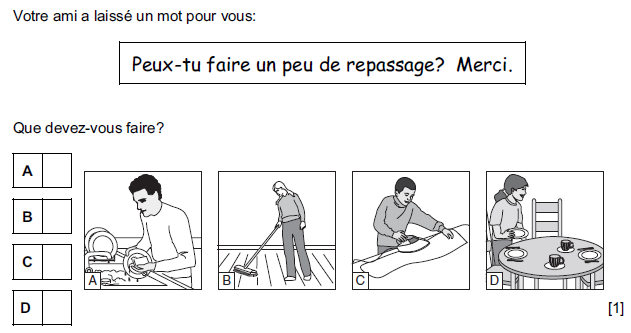 Votre ami a laissé un mot pour vous:
Peux-tu faire un peu de repassage? Merci.
Que devez-vous faire?
A
B
C
D
A
B
C
D
[1]